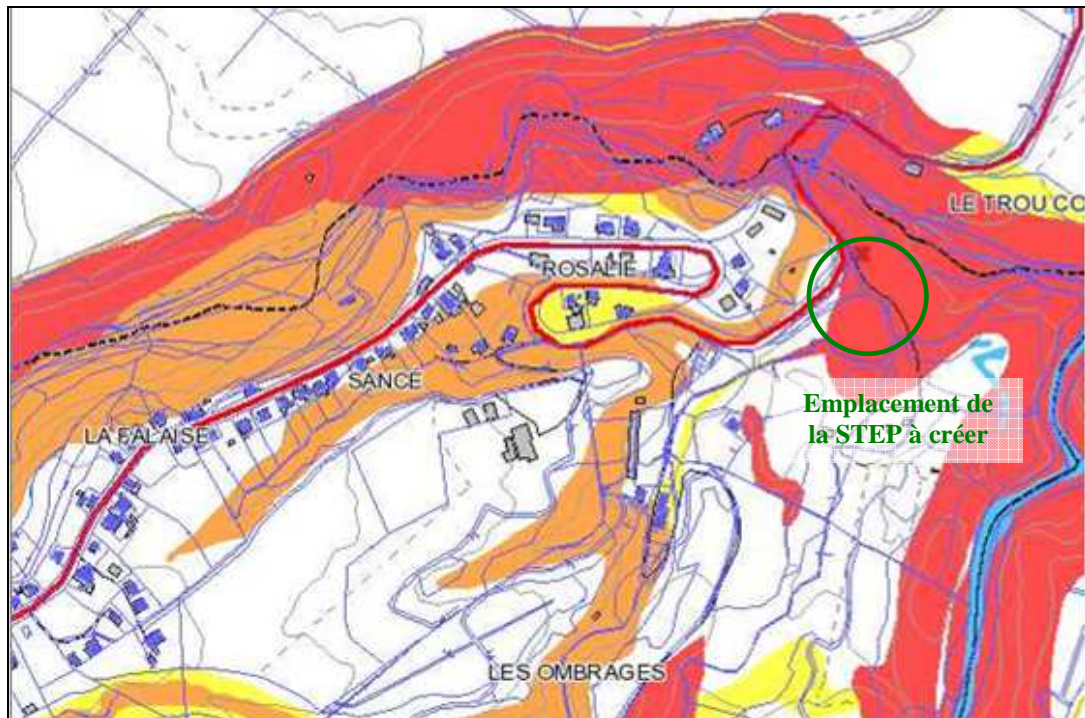 LE TROU CO
ROSALIE
SANCE
Emplacement de
la STEP à créer
LA FALAISE
LES OMBRAGES